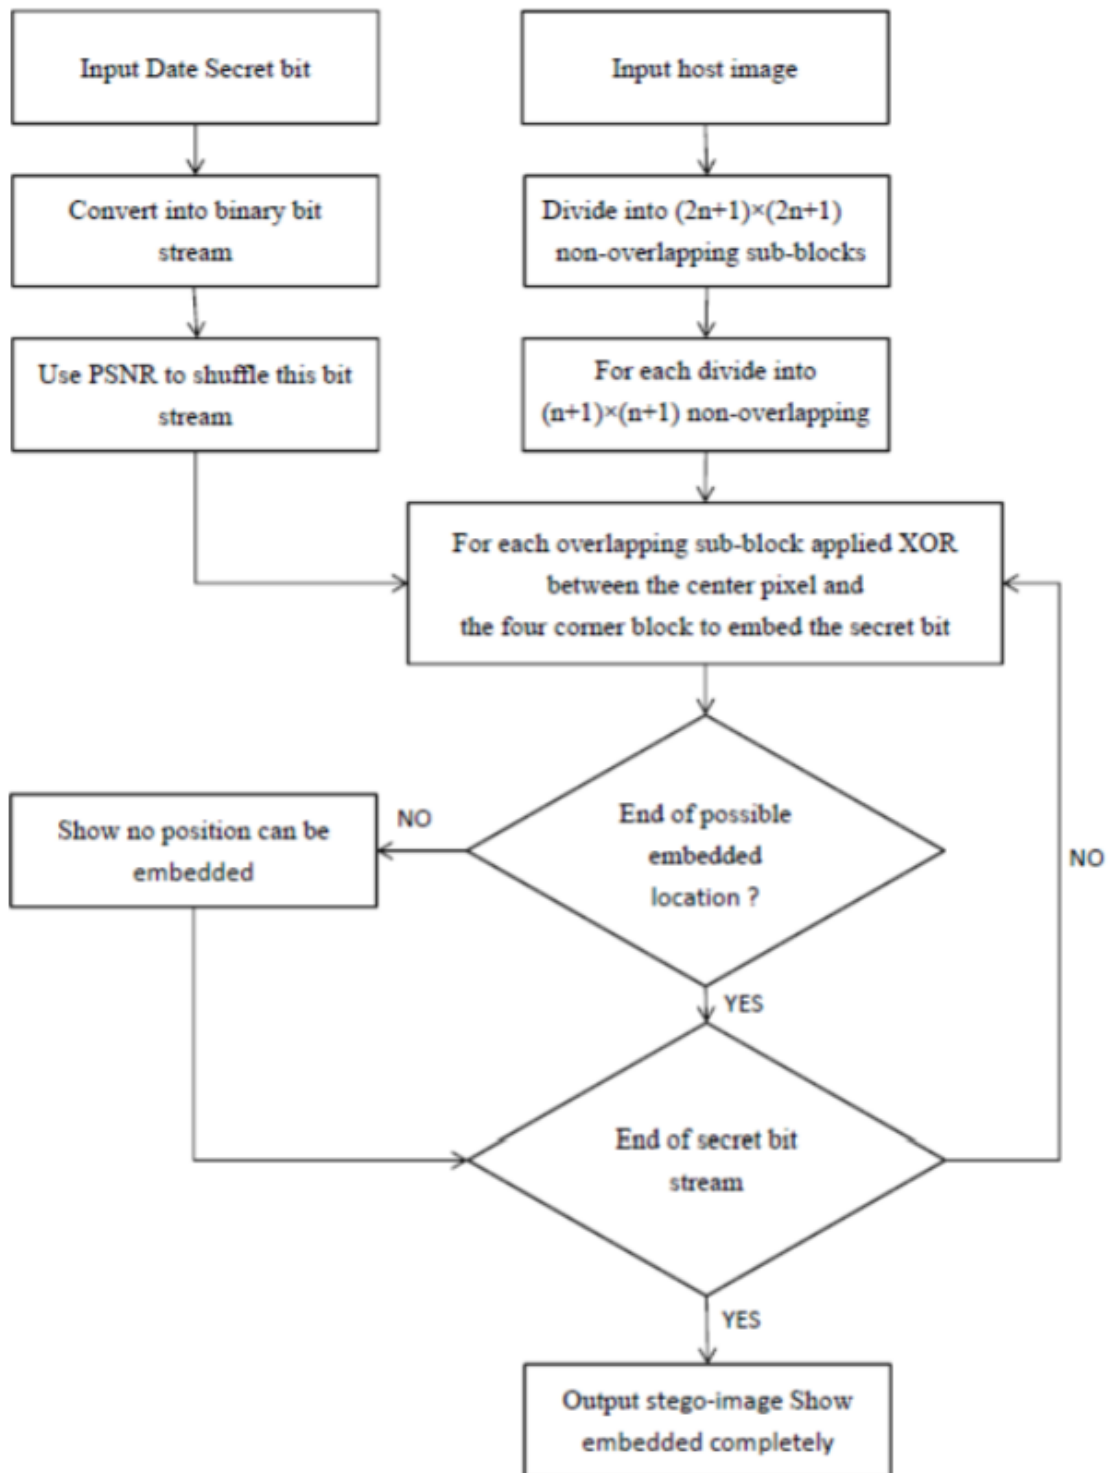 Input Date Secret bit
Input host image
Convert into binary bit
stream
Divide into (2n+1)×(2n+1)
non-overlapping sub-blocks
Use PSNR to shuffle this bit
stream
For each divide into
(n+1)×(n+1) non-overlapping
For each overlapping sub-block applied XOR
between the center pixel and
the four corner block to embed the secret bit
Show no position can be
embedded
NO
End of possible
embedded
location ?
NO
YES
End of secret bit
stream
YES
Output stego-image Show
embedded completely